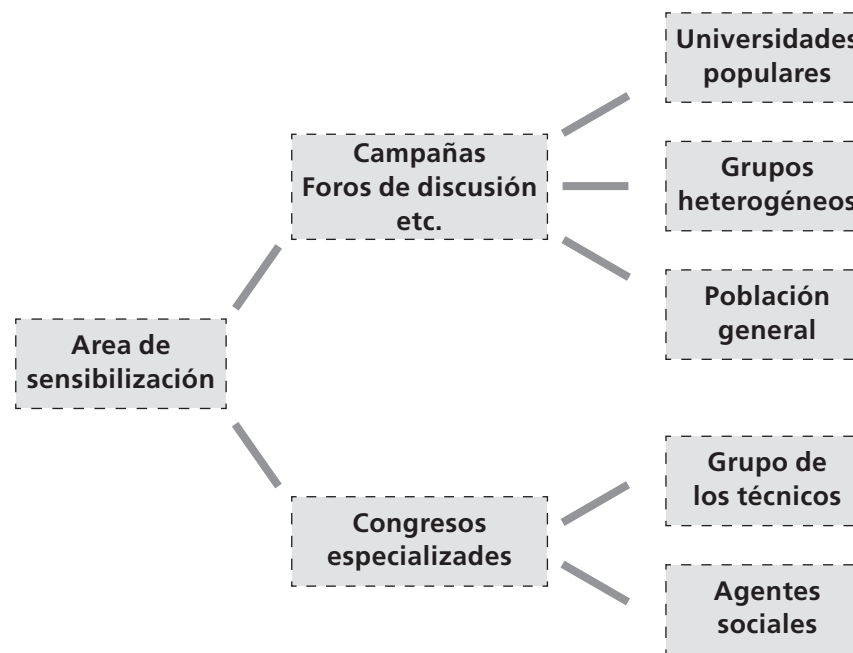 Universidades
populares
Campañas
Foros de discusión
etc.
Grupos
heterogéneos
Población
general
Area de
sensibilización
Grupo de
los técnicos
Congresos
especializades
Agentes
sociales